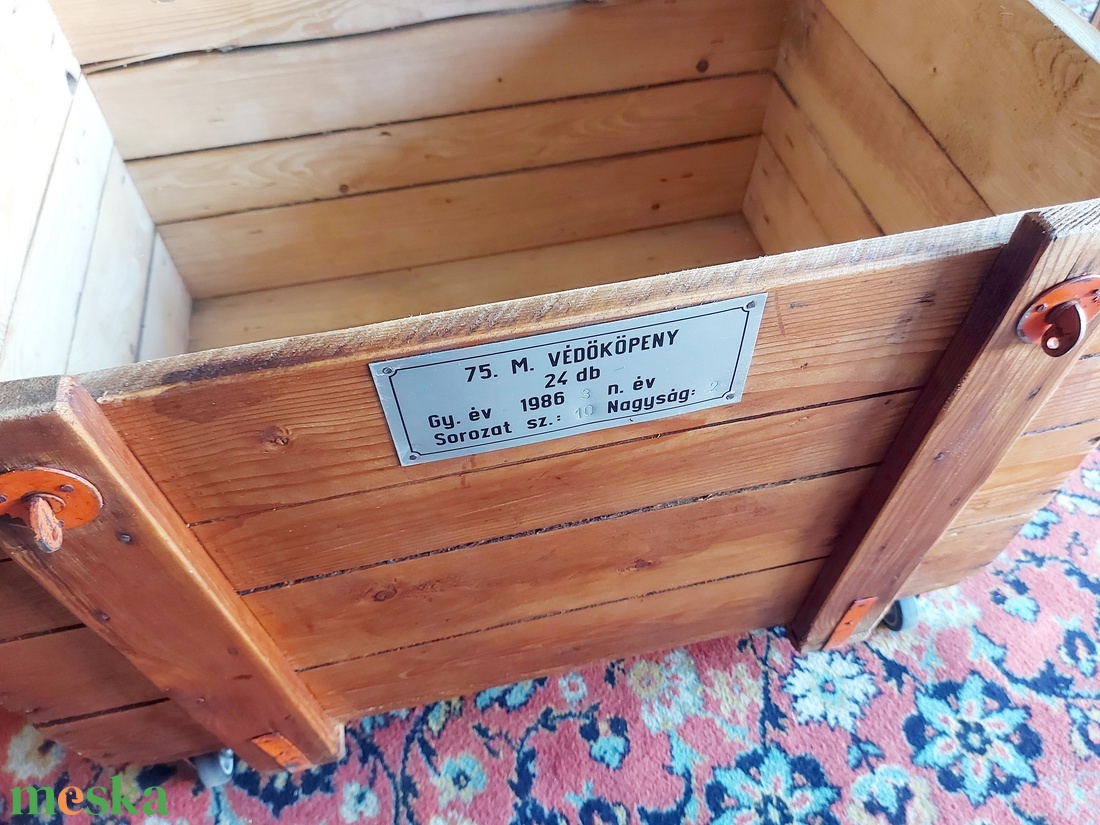 75. M. VÉDŐKÖPENY
24 db
Gy. év 1986 3 n. év
Sorozat sz.: 10 Nagyság: 2
meska